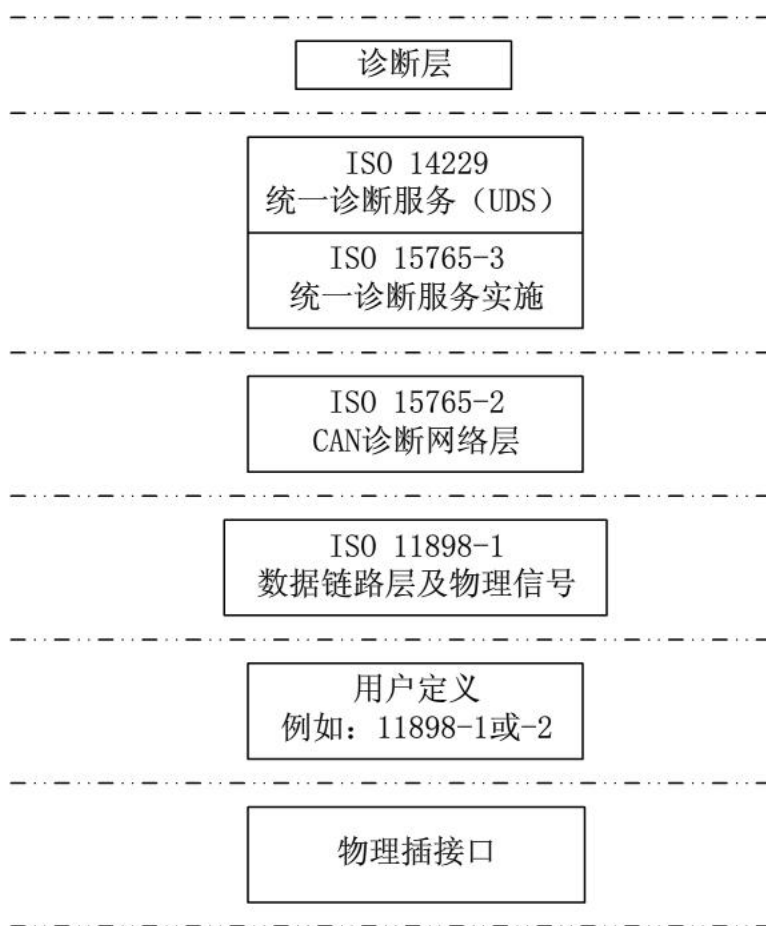 诊断层
ISO 14229
统一诊断服务（UDS）
ISO 15765-3
统一诊断服务实施
ISO 15765-2
CAN诊断网络层
ISO 11898-1
数据链路层及物理信号
用户定义
例如：11898-1或-2
物理插接口